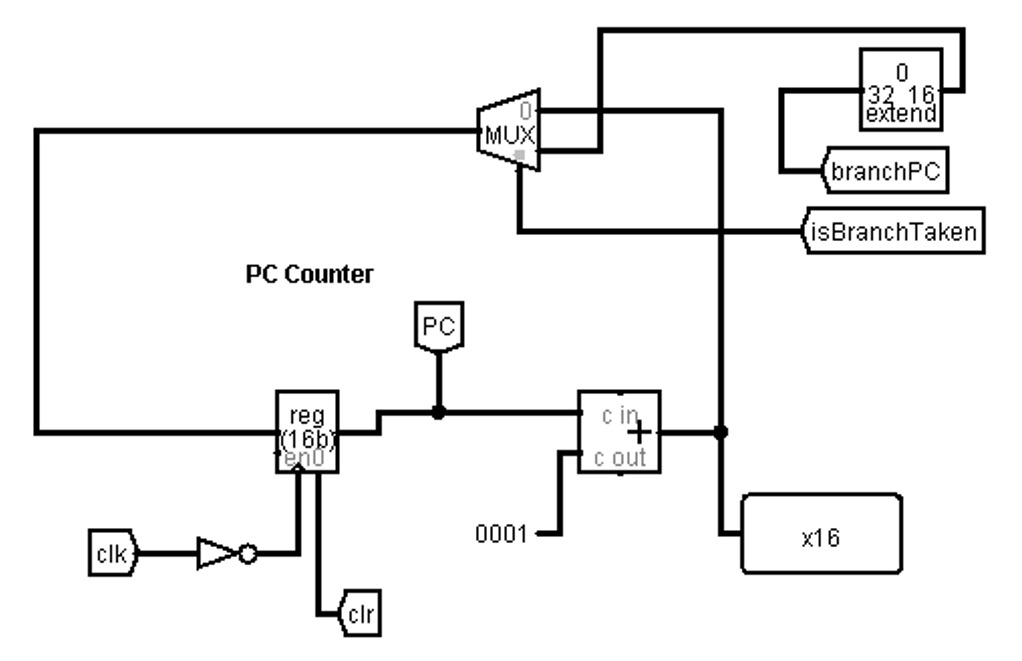 0
32 16
extend
0
MUX
branchPC
isBranchTaken
PC Counter
PC
reg
(16b)
en0
c in
+
c out
0001
x16
clk
clr